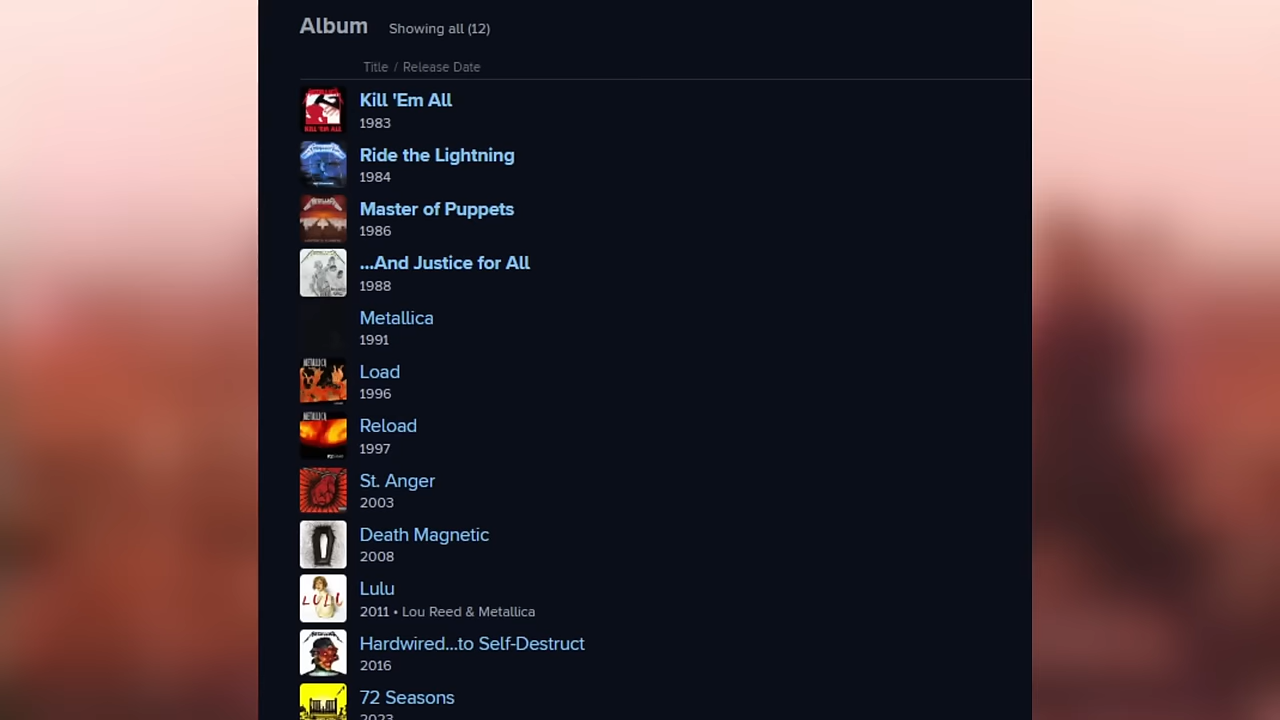 Album Showing all (12)
Title / Release Date
Kill 'Em All
1983
Ride the Lightning
1984
Master of Puppets
1986
...And Justice for All
1988
Metallica
1991
Load
1996
Reload
1997
St. Anger
2003
Death Magnetic
2008
LULU
Lulu
2011 • Lou Reed & Metallica
Hardwired...to Self-Destruct
2016
72 Seasons
2023